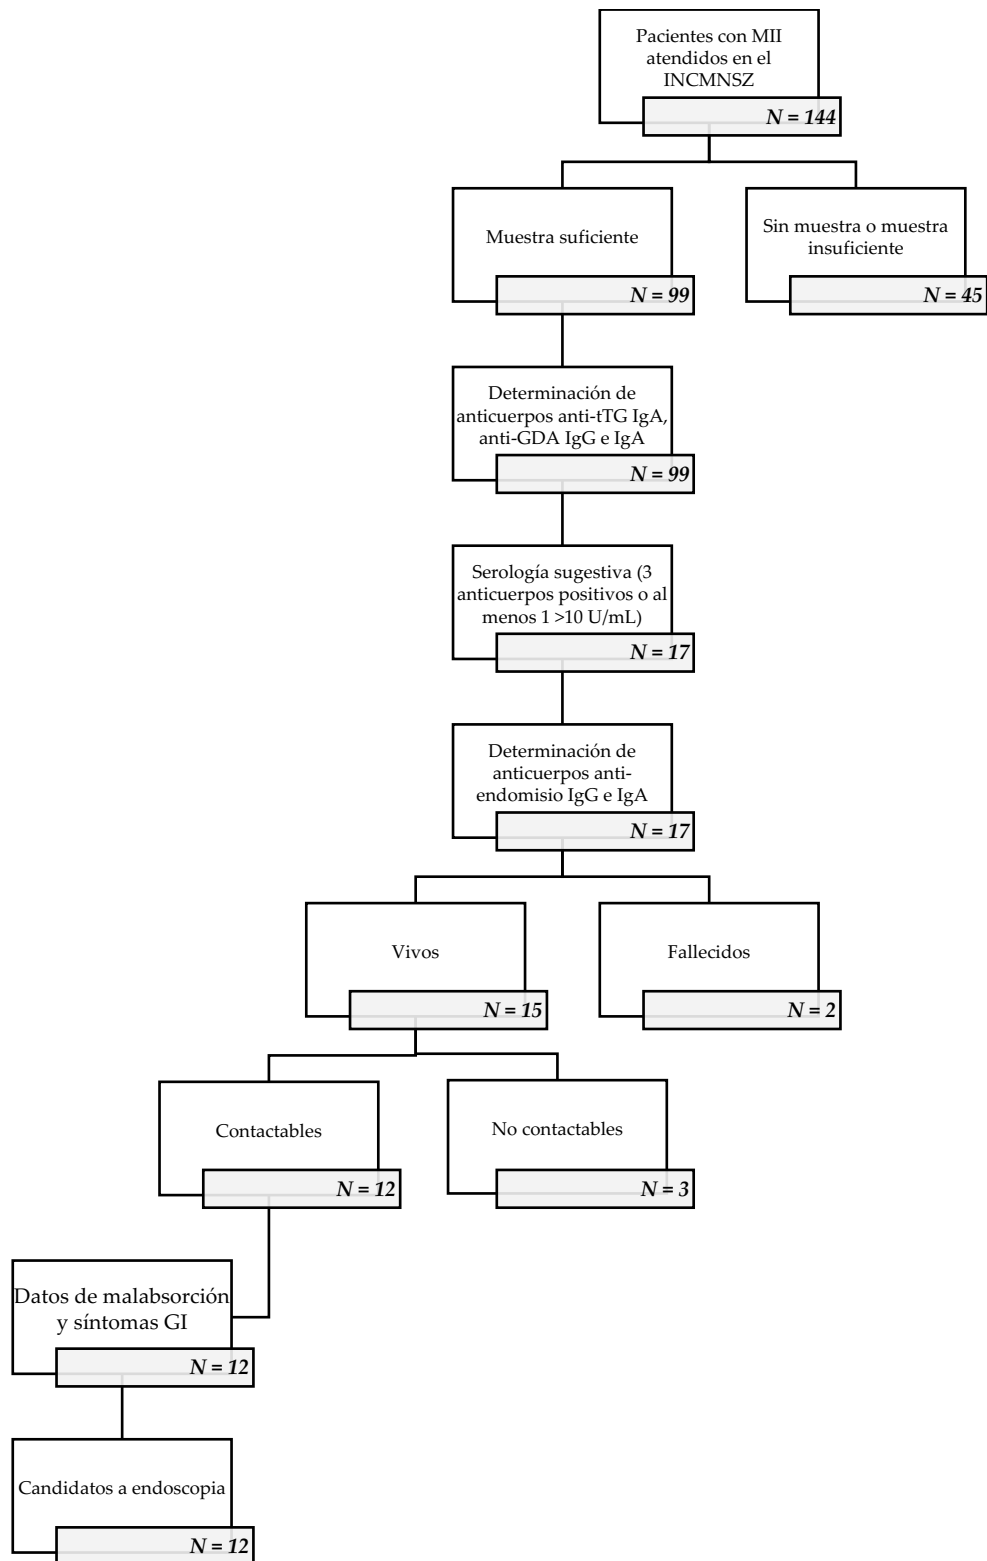 Pacientes con MII
atendidos en el
INCMNSZ
N = 144
Muestra suficiente
N = 99
Sin muestra o muestra
insuficiente
N = 45
Determinación de
anticuerpos anti-tTG IgA,
anti-GDA IgG e IgA
N = 99
Serología sugestiva (3
anticuerpos positivos o al
menos 1 >10 U/mL)
N = 17
Determinación de
anticuerpos anti-
endomisio IgG e IgA
N = 17
Vivos
N = 15
Fallecidos
N = 2
Contactables
N = 12
No contactables
N = 3
Datos de malabsorción
y síntomas GI
N = 12
Candidatos a endoscopia
N = 12